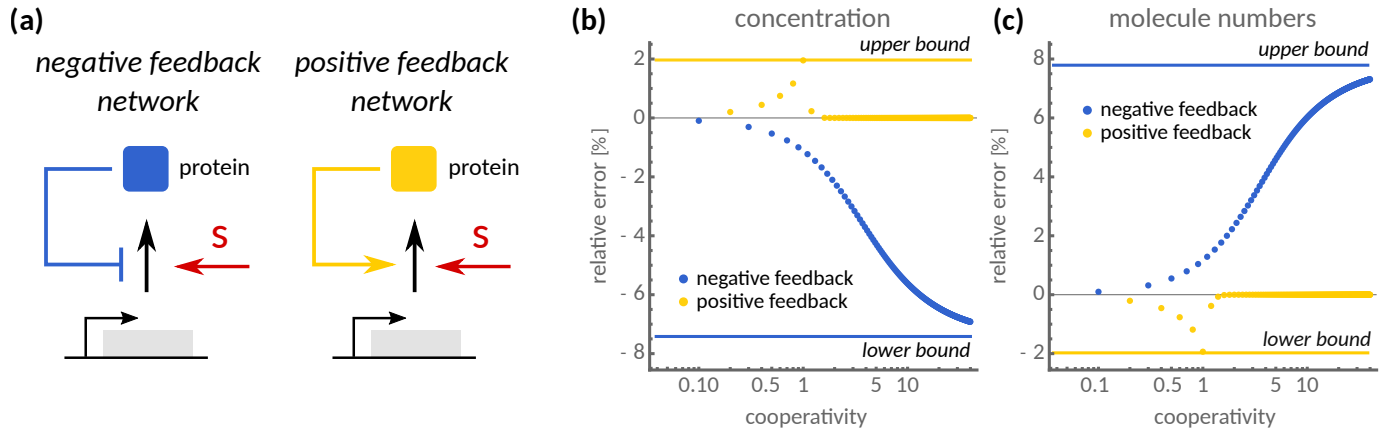 (a)
negative feedback
network
protein
S
positive feedback
network
protein
S
(b)
concentration
upper bound
2
0
- 2
- 4
- 6
- 8
relative error [%]
negative feedback
positive feedback
lower bound
0.10
0.5
1
5
10
cooperativity
(c)
molecule numbers
upper bound
8
6
4
2
0
- 2
relative error [%]
negative feedback
positive feedback
lower bound
0.1
0.5
1
5
10
cooperativity